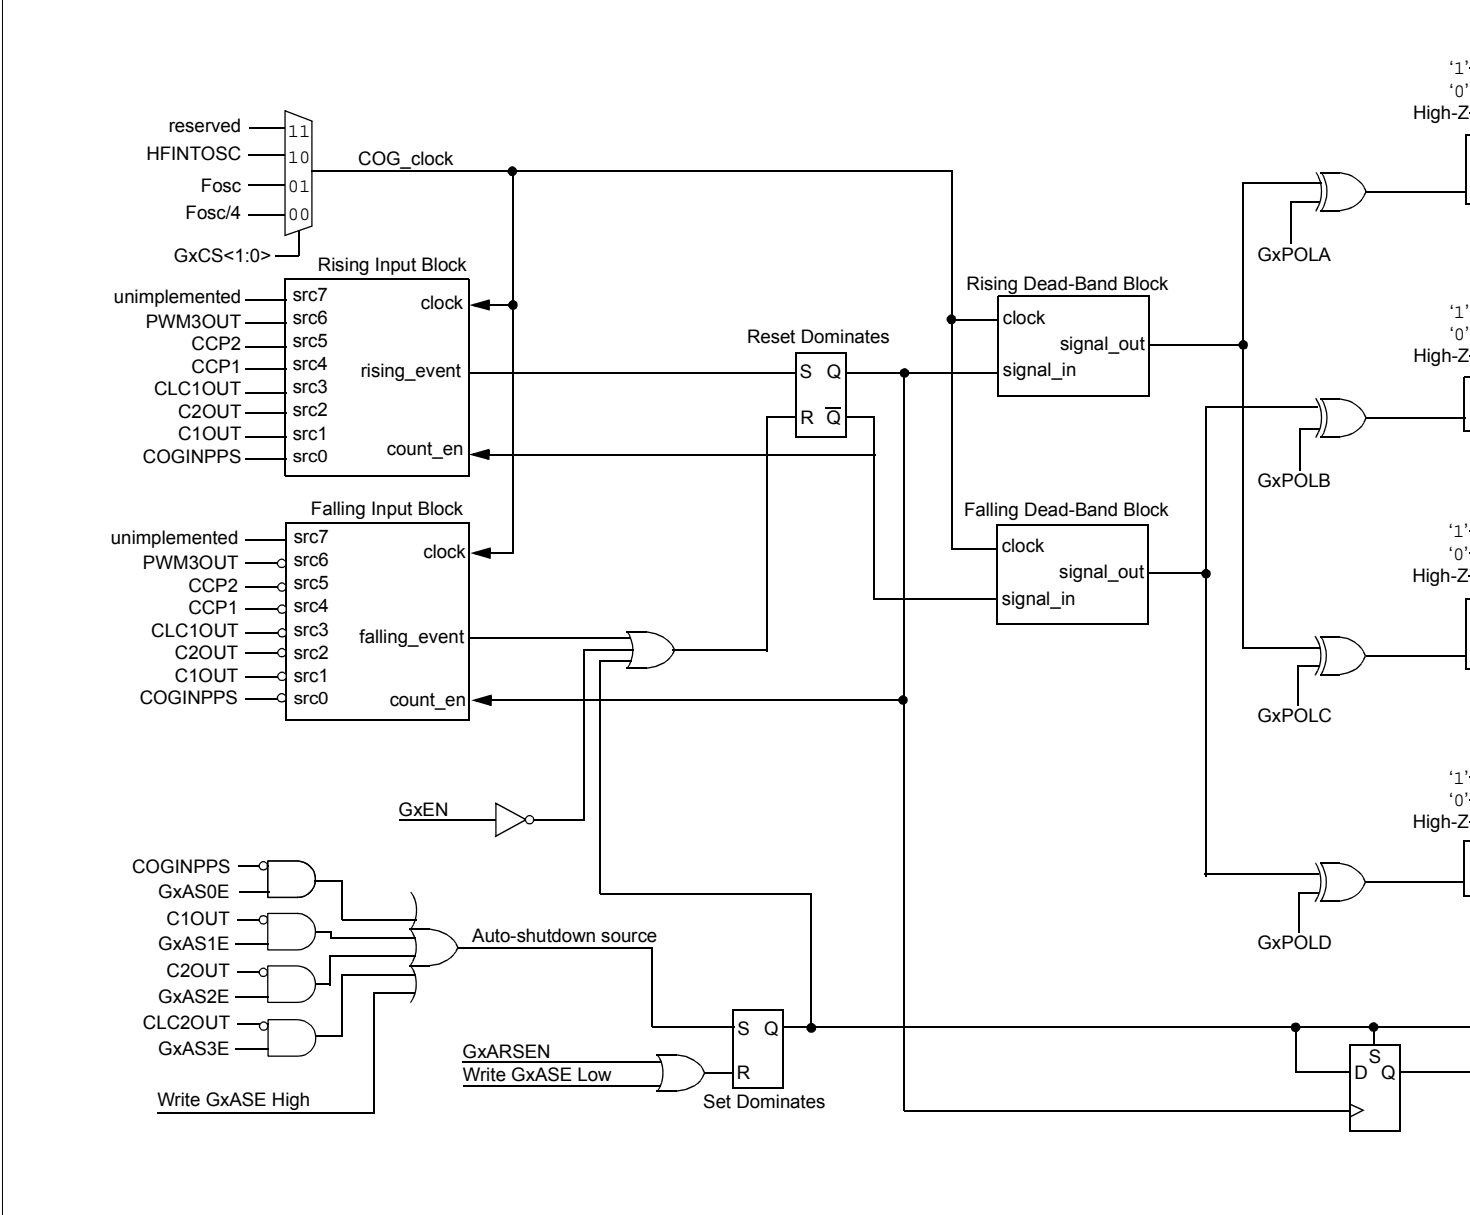 ‘1’
‘0’
High-Z
reserved
11
HFINTOSC
10
COG_clock
Fosc
01
Fosc/4
00
GxCS<1:0>
GxPOLA
Rising Input Block
unimplemented
src7
clock
PWM3OUT
src6
CCP2
src5
CCP1
src4
rising_event
CLC1OUT
src3
C2OUT
src2
C1OUT
src1
count_en
COGINPPS
src0
Reset Dominates
S Q
R Q
Rising Dead-Band Block
clock
signal_out
signal_in
‘1’
‘0’
High-Z
GxPOLB
Falling Input Block
unimplemented
src7
clock
PWM3OUT
src6
CCP2
src5
CCP1
src4
CLC1OUT
src3
falling_event
C2OUT
src2
C1OUT
src1
COGINPPS
src0
count_en
Falling Dead-Band Block
clock
signal_out
signal_in
‘1’
‘0’
High-Z
GxPOLC
GxEN
‘1’
‘0’
High-Z
GxPOLD
COGINPPS
GxAS0E
C1OUT
GxAS1E
Auto-shutdown source
C2OUT
GxAS2E
CLC2OUT
GxAS3E
Write GxASE High
S Q
R
GxARSEN
Write GxASE Low
Set Dominates
S
D Q